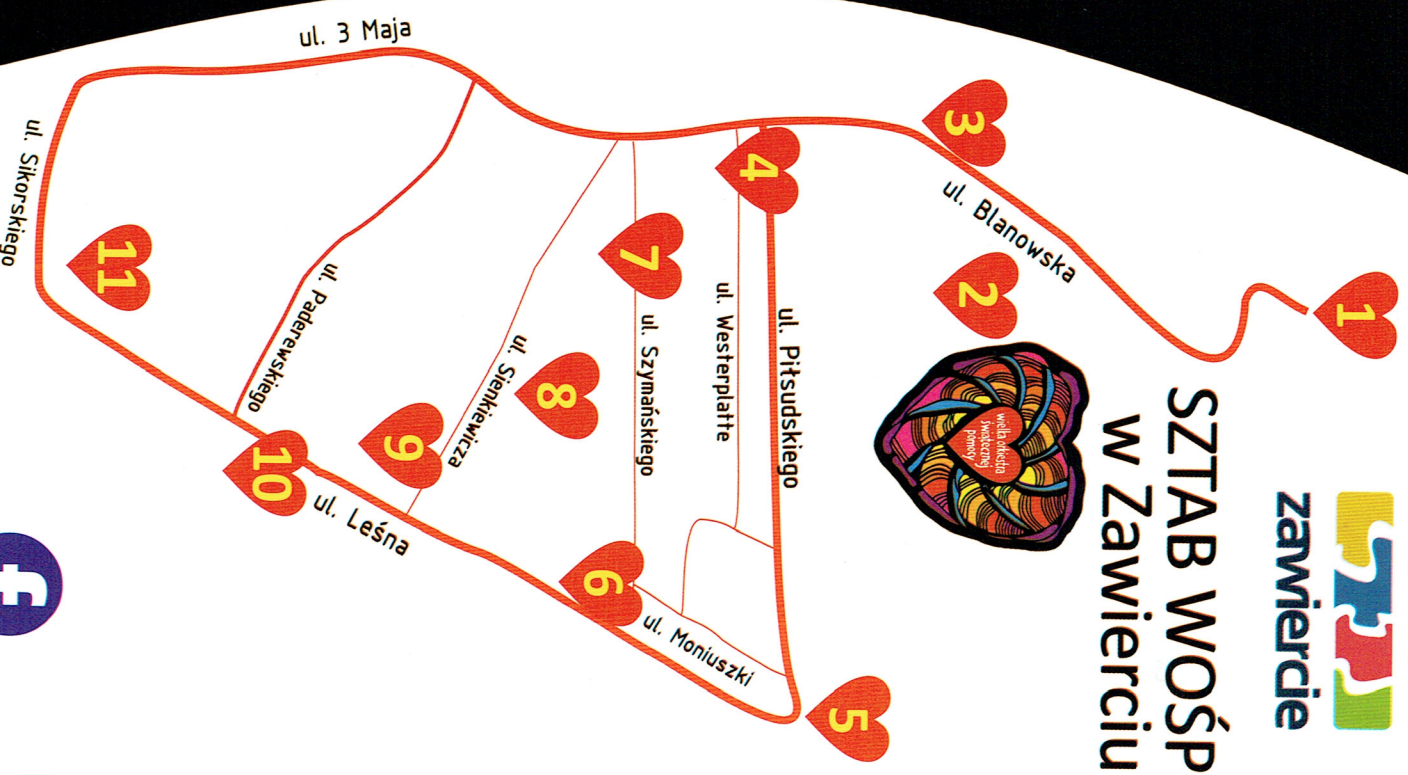 zawiercie
SZTAB WOŚP
w Zawierciu
wielka orkiestra
świątecznej
pomocy
1
2
3
ul. Blanowska
4
5
ul. Piłsudskiego
ul. Westerplatte
ul. Moniuszki
6
ul. Szymańskiego
7
8
ul. Sienkiewicza
9
10
ul. Leśna
ul. Paderewskiego
11
ul. 3 Maja
ul. Sikorskiego
f